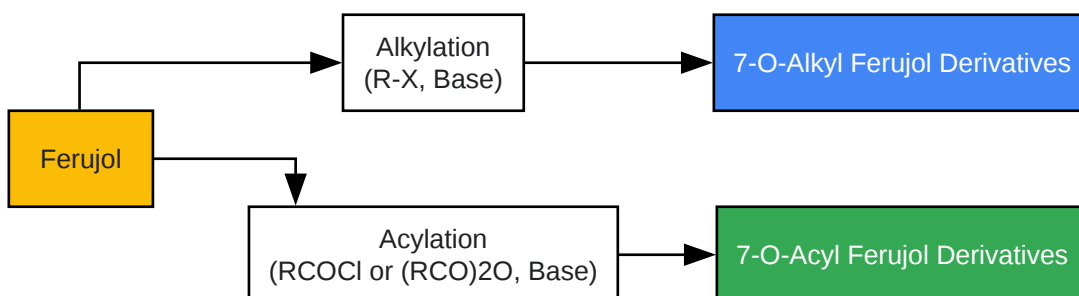 Alkylation
(R-X, Base)
7-O-Alkyl Ferujol Derivatives
Ferujol
Acylation
(RCOCl or (RCO)2O, Base)
7-O-Acyl Ferujol Derivatives